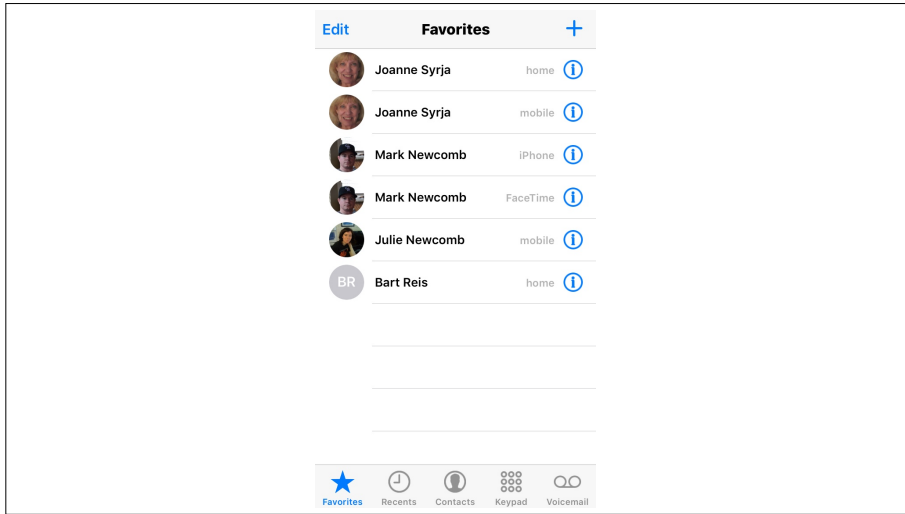 Edit Favorites +
Joanne Syrja home
Joanne Syrja mobile
Mark Newcomb iPhone
Mark Newcomb FaceTime
Julie Newcomb mobile
BR Bart Reis home
Favorites Recents Contacts Keypad Voicemail